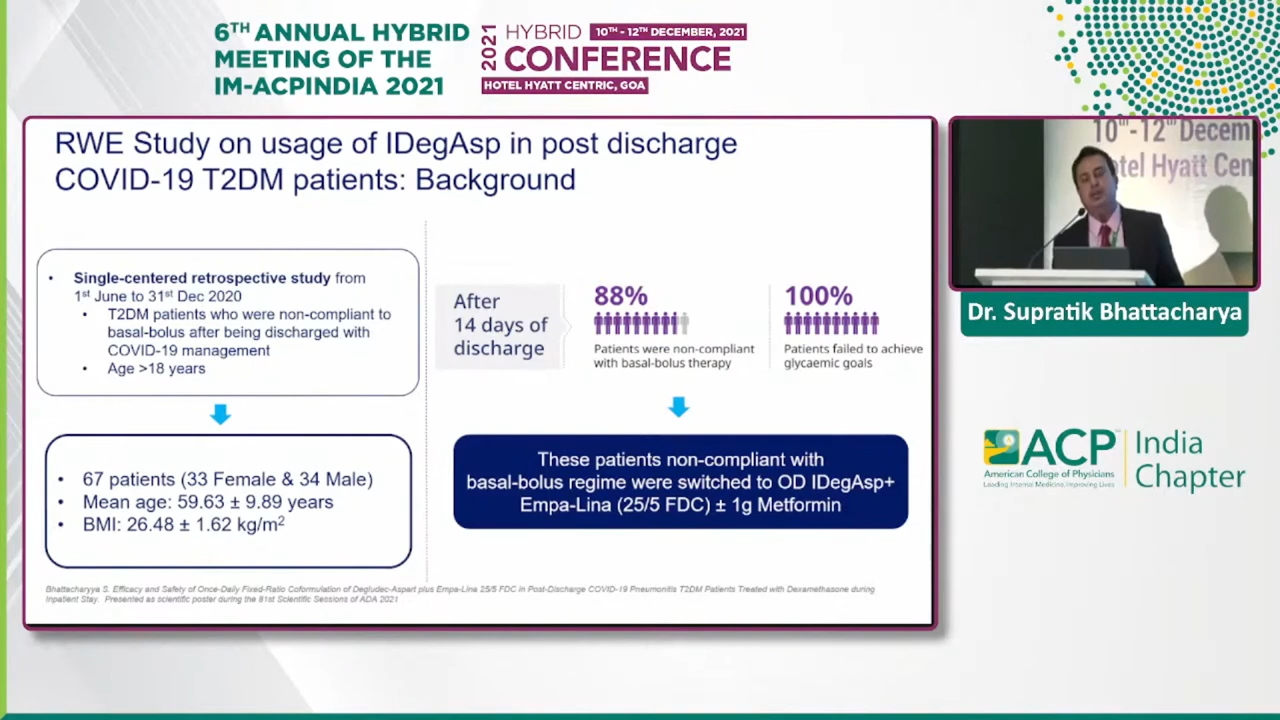 6TH ANNUAL HYBRID
MEETING OF THE
IM-ACPINDIA 2021
2021
HYBRID 10TH - 12TH DECEMBER, 2021
CONFERENCE
HOTEL HYATT CENTRIC, GOA
RWE Study on usage of IDegAsp in post discharge
COVID-19 T2DM patients: Background
• Single-centered retrospective study from
1st June to 31st Dec 2020
• T2DM patients who were non-compliant to
basal-bolus after being discharged with
COVID-19 management
• Age >18 years
• 67 patients (33 Female & 34 Male)
• Mean age: 59.63 ± 9.89 years
• BMI: 26.48 ± 1.62 kg/m2
After
14 days of
discharge
88%
Patients were non-compliant
with basal-bolus therapy
100%
Patients failed to achieve
glycaemic goals
These patients non-compliant with
basal-bolus regime were switched to OD IDegAsp+
Empa-Lina (25/5 FDC) ± 1g Metformin
Bhattacharyya S. Efficacy and Safety of Once-Daily Fixed-Ratio Coformulation of Degludec-Aspart plus Empa-Lina 25/5 FDC in Post-Discharge COVID-19 Pneumonitis T2DM Patients Treated with Dexamethasone during
Inpatient Stay. Presented as scientific poster during the 81st Scientific Sessions of ADA 2021
10th-12th Decem
otel Hyatt Cen
Dr. Supratik Bhattacharya
ACP
American College of Physicians
Leading Internal Medicine, Improving Lives
India
Chapter